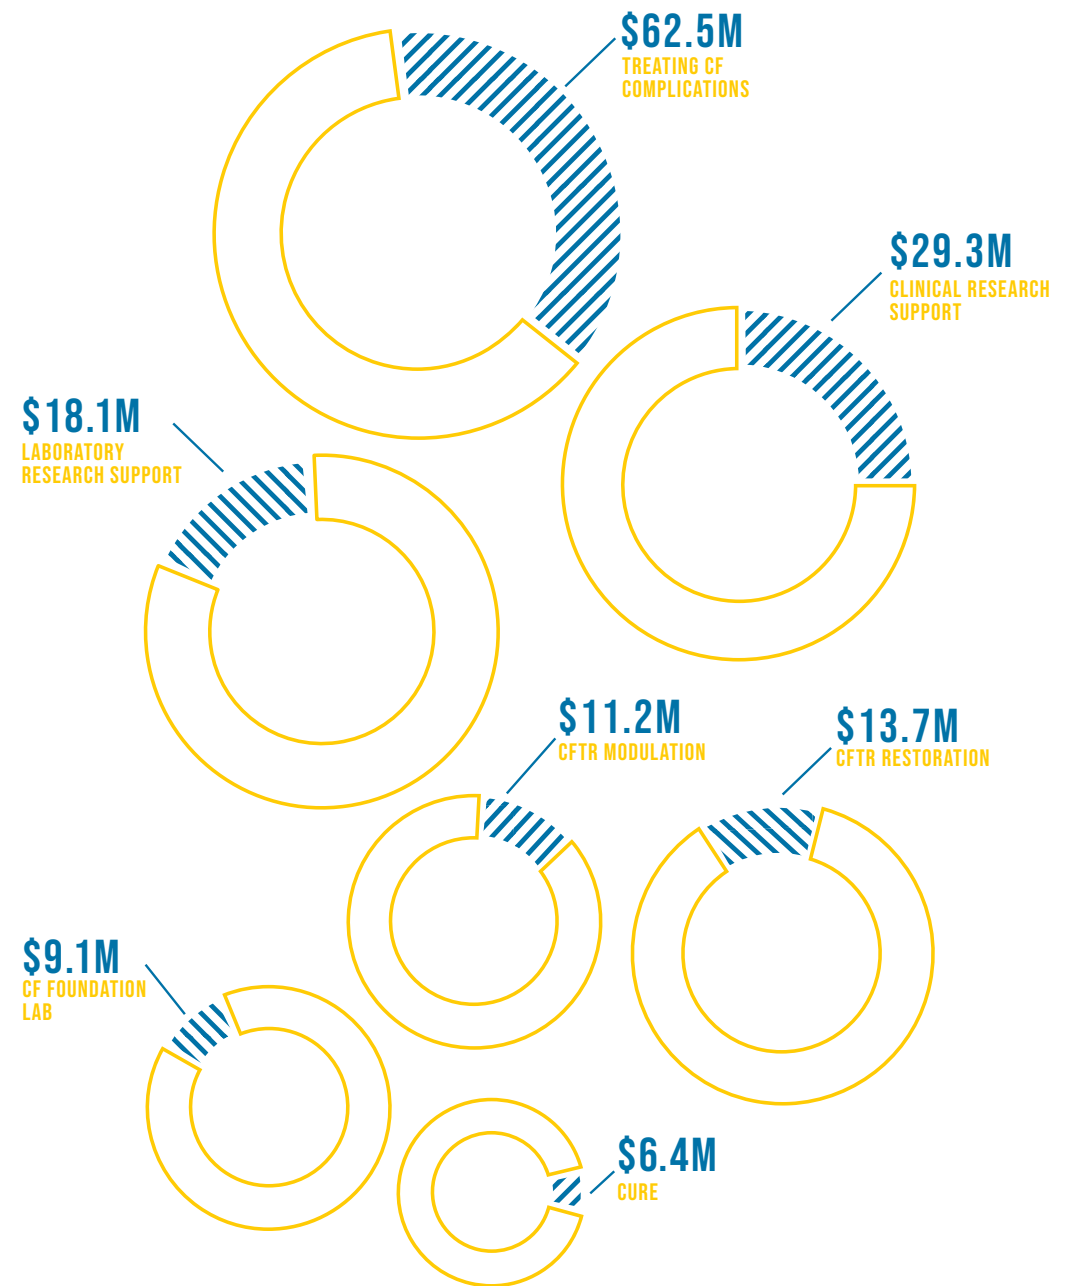 $62.5M
TREATING CF
COMPLICATIONS
$29.3M
CLINICAL RESEARCH
SUPPORT
$18.1M
LABORATORY
RESEARCH SUPPORT
$11.2M
CFTR MODULATION
$13.7M
CFTR RESTORATION
$9.1M
CF FOUNDATION
LAB
$6.4M
CURE